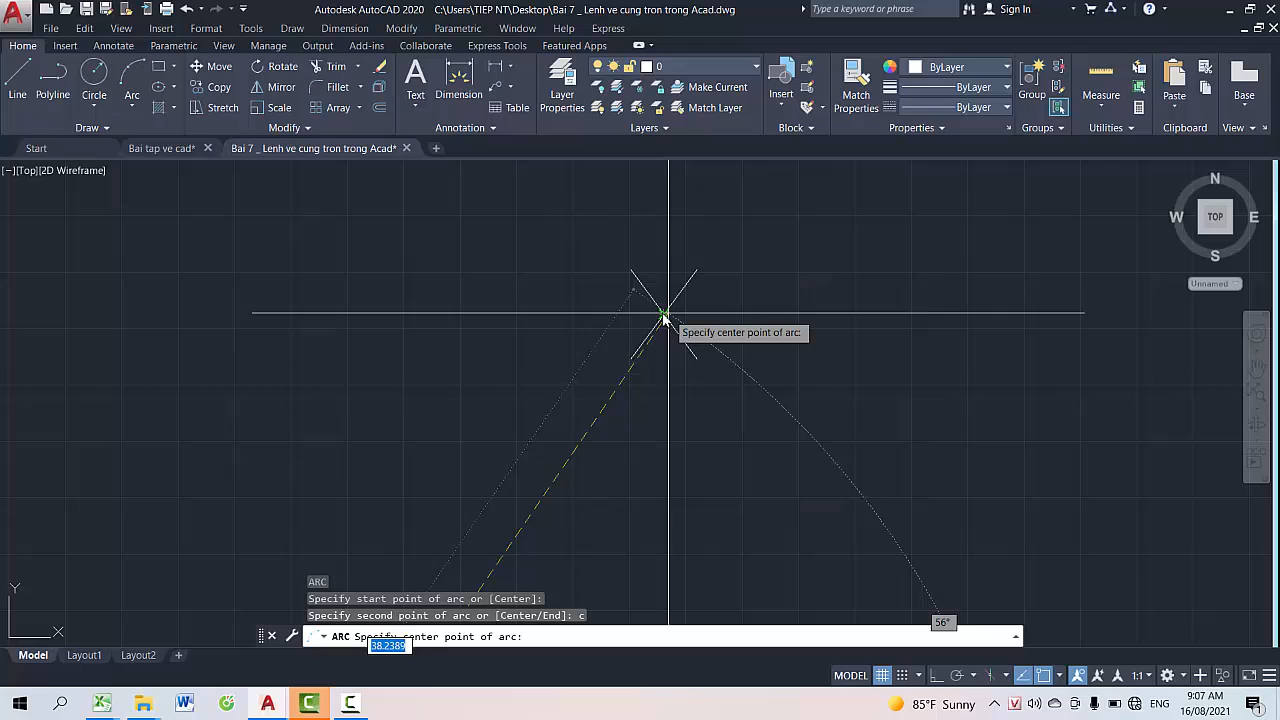 Autodesk AutoCAD 2020 C:\Users\TIEP NT\Desktop\Bai 7 _ Lenh ve cung tron trong Acad.dwg Type a keyword or phrase Sign In
File Edit View Insert Format Tools Draw Dimension Modify Parametric Window Help Express
Home Insert Annotate Parametric View Manage Output Add-ins Collaborate Express Tools Featured Apps
Line Polyline Circle Arc
Move Rotate Trim
Copy Mirror Fillet
Stretch Scale Array
Text Dimension Table
Layer Properties
0
Make Current
Match Layer
Insert
Match Properties
ByLayer
ByLayer
ByLayer
Group Measure Paste Base
Draw Modify Annotation Layers Block Properties Groups Utilities Clipboard View
Start Bai tap ve cad* Bai 7 _ Lenh ve cung tron trong Acad*
[−][Top][2D Wireframe]
N
W TOP E
S
Unnamed
Specify center point of arc:
Y
X
ARC
Specify start point of arc or [Center]:
Specify second point of arc or [Center/End]: c
56°
ARC Specify center point of arc:
38.2389
Model Layout1 Layout2
MODEL 1:1
85°F Sunny ENG
9:07 AM
16/08/2021